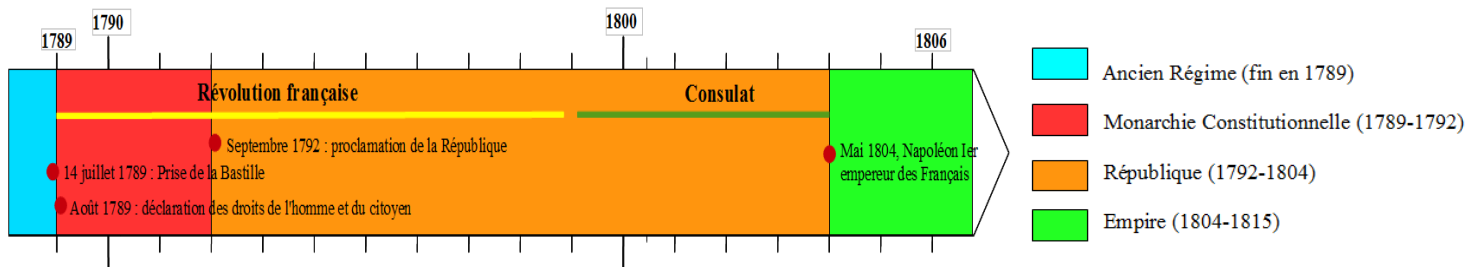 1789
1790
1800
1806
Révolution française
Consulat
Septembre 1792 : proclamation de la République
14 juillet 1789 : Prise de la Bastille
Août 1789 : déclaration des droits de l'homme et du citoyen
Mai 1804, Napoléon Ier
empereur des Français
Ancien Régime (fin en 1789)
Monarchie Constitutionnelle (1789-1792)
République (1792-1804)
Empire (1804-1815)